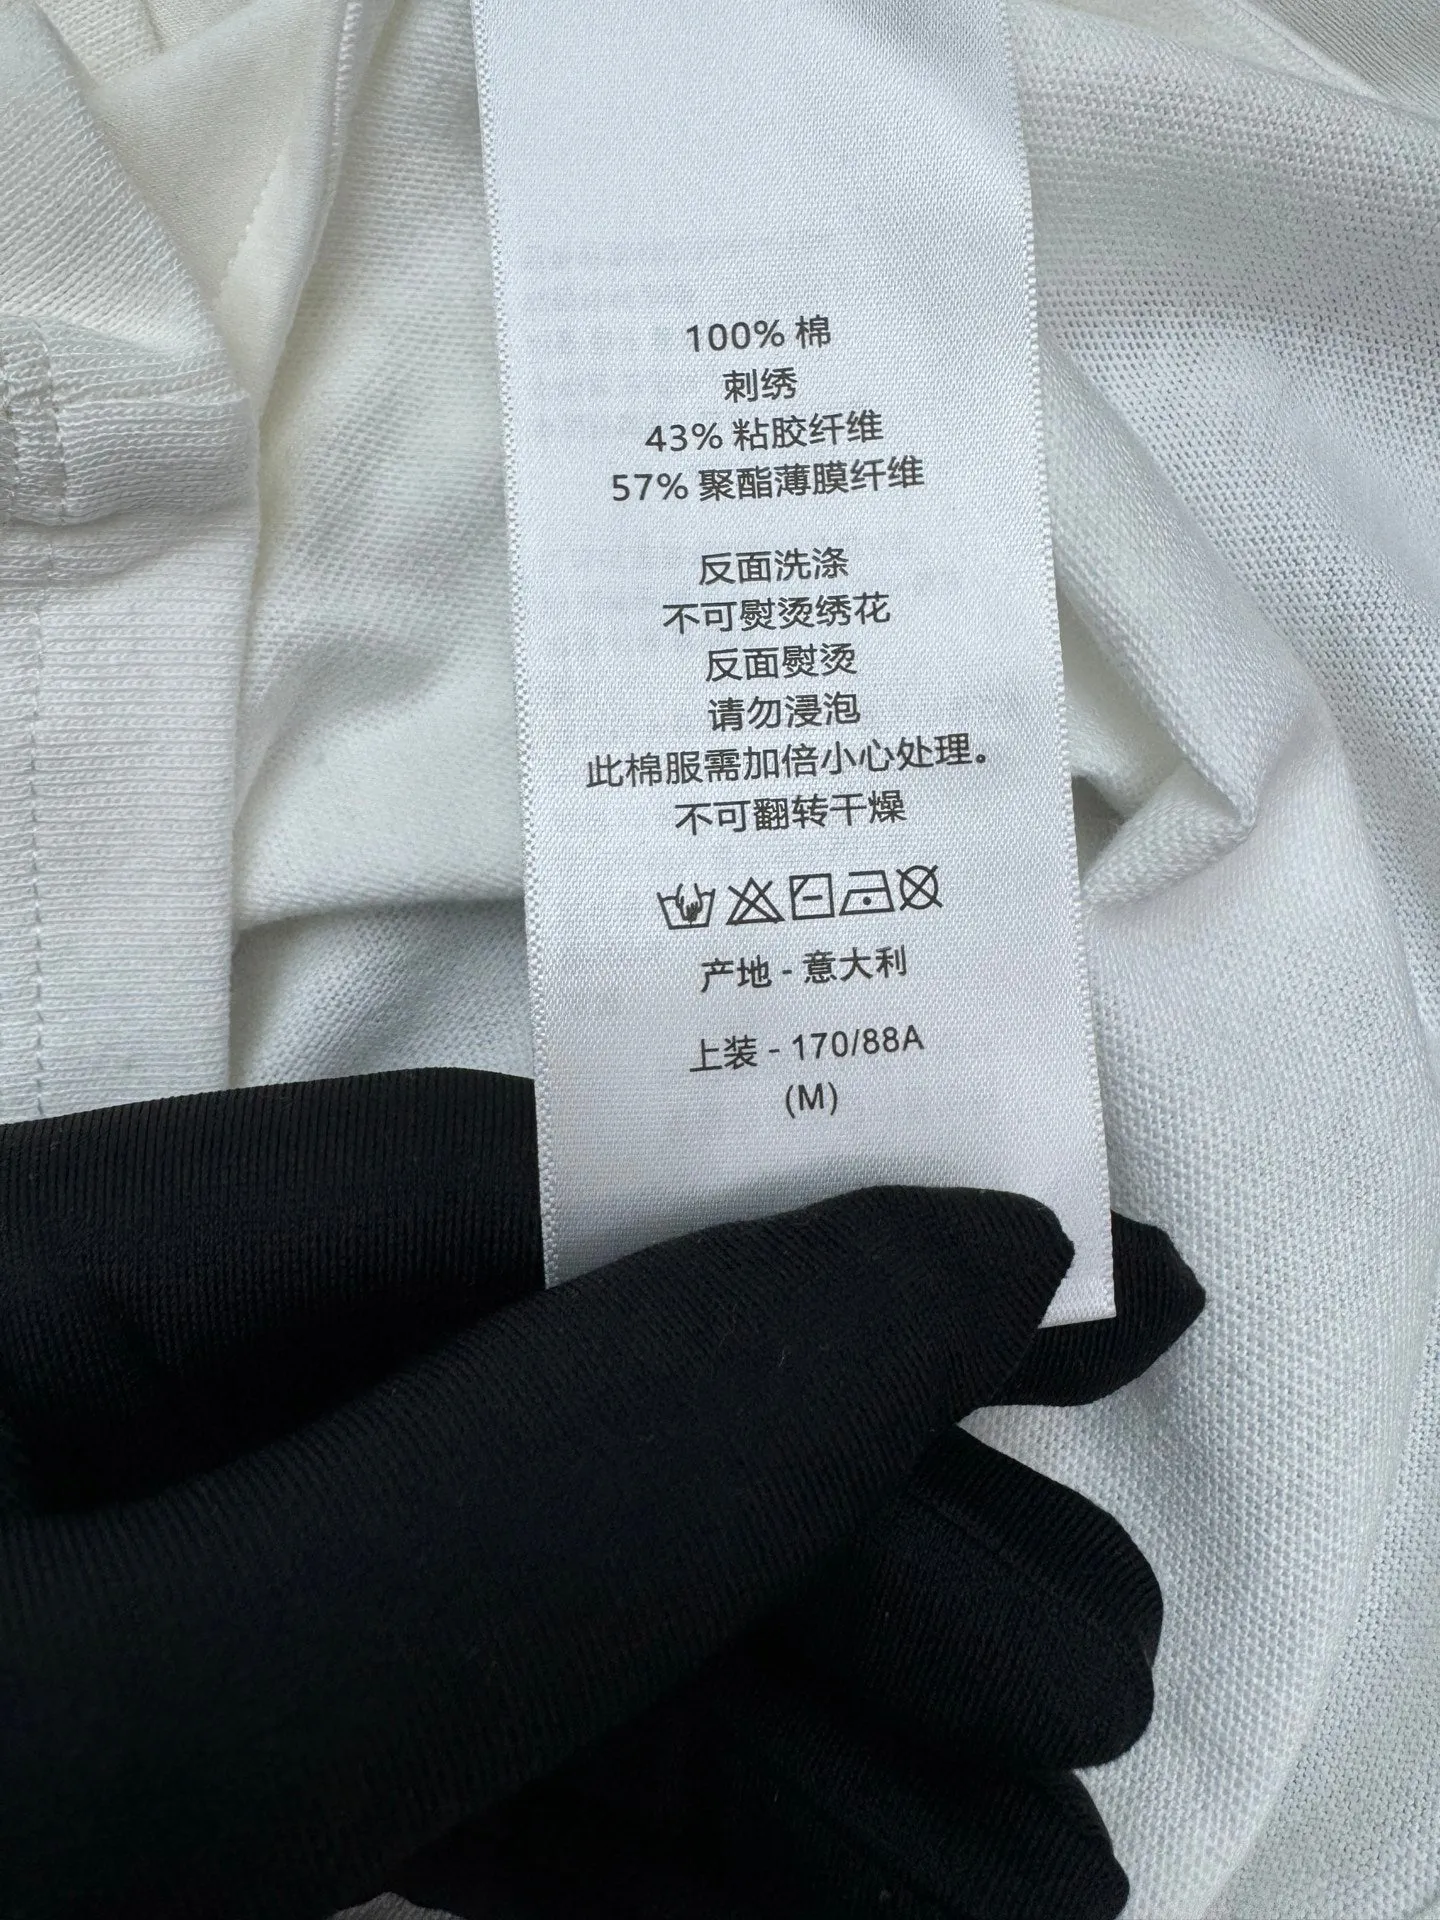 100% 棉
刺绣
43% 粘胶纤维
57% 聚酯薄膜纤维
反面洗涤
不可熨烫绣花
反面熨烫
请勿浸泡
此棉服需加倍小心处理。
不可翻转干燥
产地 - 意大利
上装 - 170/88A
(M)